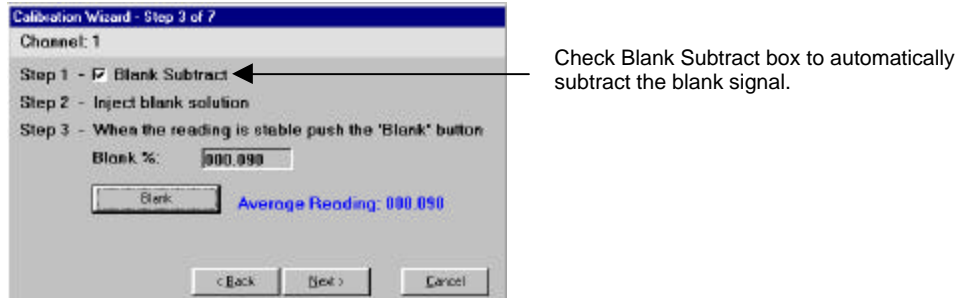 Calibration Wizard - Step 3 of 7
Channel: 1
Step 1 - Blank Subtract
Check Blank Subtract box to automatically
subtract the blank signal.
Step 2 - Inject blank solution
Step 3 - When the reading is stable push the 'Blank' button
Blank %: 000.090
Blank
Average Reading: 000.090
< Back
Next >
Cancel